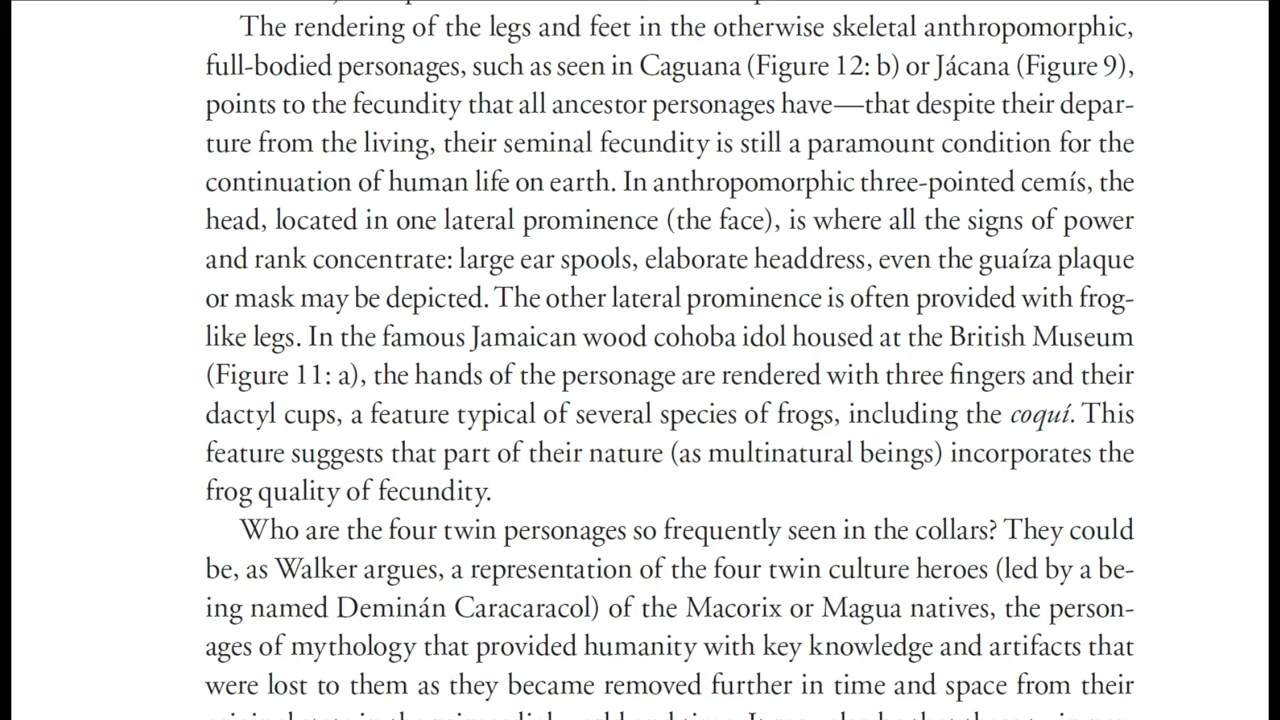 The rendering of the legs and feet in the otherwise skeletal anthropomorphic,
full-bodied personages, such as seen in Caguana (Figure 12: b) or Jácana (Figure 9),
points to the fecundity that all ancestor personages have—that despite their depar-
ture from the living, their seminal fecundity is still a paramount condition for the
continuation of human life on earth. In anthropomorphic three-pointed cemís, the
head, located in one lateral prominence (the face), is where all the signs of power
and rank concentrate: large ear spools, elaborate headdress, even the guaíza plaque
or mask may be depicted. The other lateral prominence is often provided with frog-
like legs. In the famous Jamaican wood cohoba idol housed at the British Museum
(Figure 11: a), the hands of the personage are rendered with three fingers and their
dactyl cups, a feature typical of several species of frogs, including the coquí. This
feature suggests that part of their nature (as multinatural beings) incorporates the
frog quality of fecundity.
Who are the four twin personages so frequently seen in the collars? They could
be, as Walker argues, a representation of the four twin culture heroes (led by a be-
ing named Deminán Caracaracol) of the Macorix or Magua natives, the person-
ages of mythology that provided humanity with key knowledge and artifacts that
were lost to them as they became removed further in time and space from their